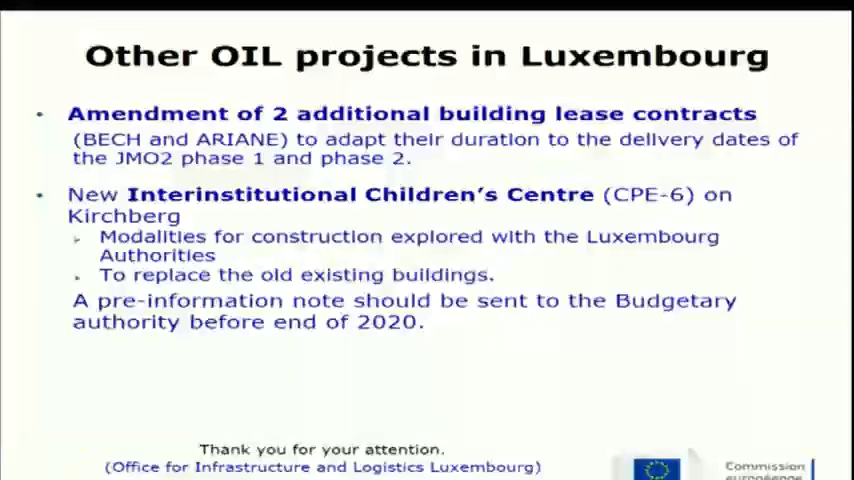 Other OIL projects in Luxembourg
• Amendment of 2 additional building lease contracts
(BECH and ARIANE) to adapt their duration to the delivery dates of
the JMO2 phase 1 and phase 2.
• New Interinstitutional Children's Centre (CPE-6) on
Kirchberg
Modalities for construction explored with the Luxembourg
Authorities
To replace the old existing buildings.
A pre-information note should be sent to the Budgetary
authority before end of 2020.
Thank you for your attention.
(Office for Infrastructure and Logistics Luxembourg)
Commission
européenne